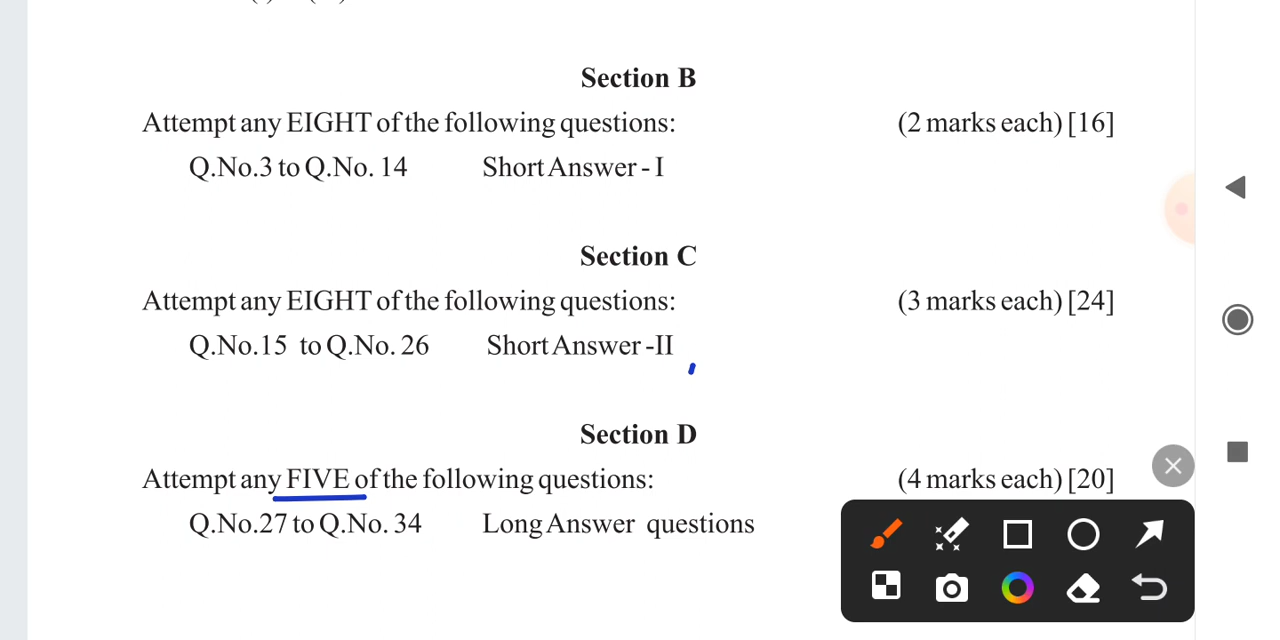 Section B
Attempt any EIGHT of the following questions: (2 marks each) [16]
Q.No.3 to Q.No. 14 Short Answer - I
Section C
Attempt any EIGHT of the following questions: (3 marks each) [24]
Q.No.15 to Q.No. 26 Short Answer -II
Section D
Attempt any FIVE of the following questions: (4 marks each) [20]
Q.No.27 to Q.No. 34 Long Answer questions